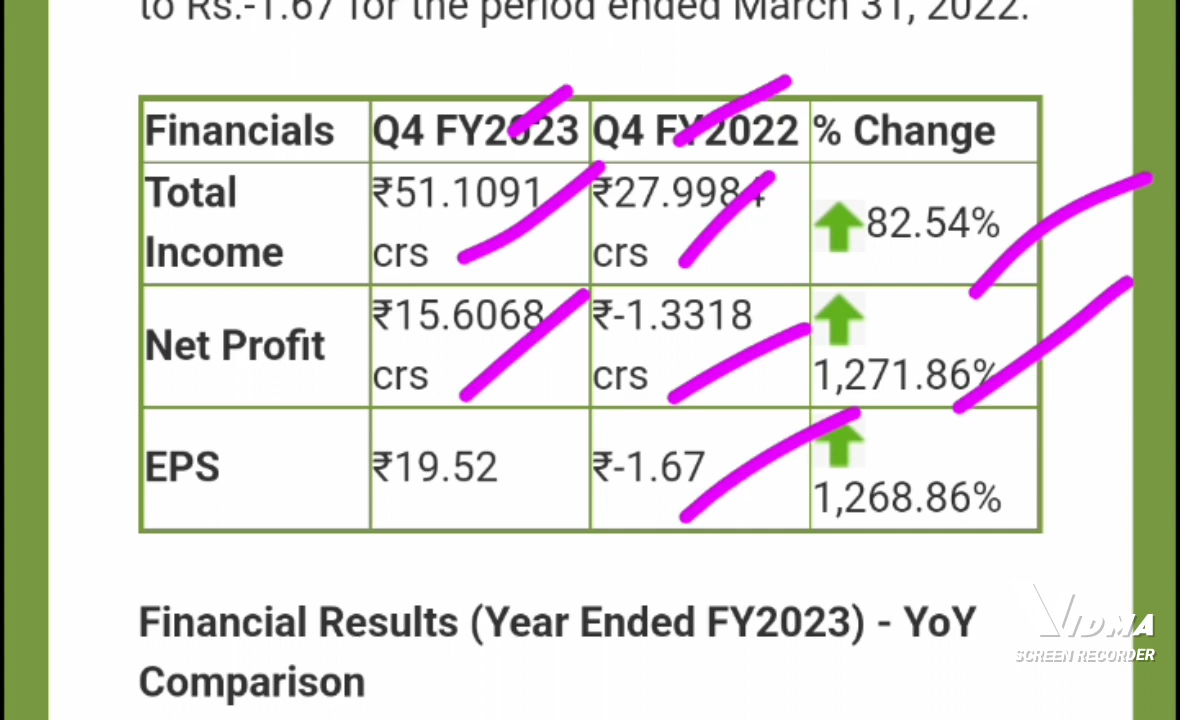 to Rs.-1.67 for the period ended March 31, 2022.
Financials Q4 FY2023 Q4 FY2022 % Change
Total Income ₹51.1091 crs ₹27.9984 crs 82.54%
Net Profit ₹15.6068 crs ₹-1.3318 crs 1,271.86%
EPS ₹19.52 ₹-1.67 1,268.86%
Financial Results (Year Ended FY2023) - YoY
Comparison
VIDMA
SCREEN RECORDER